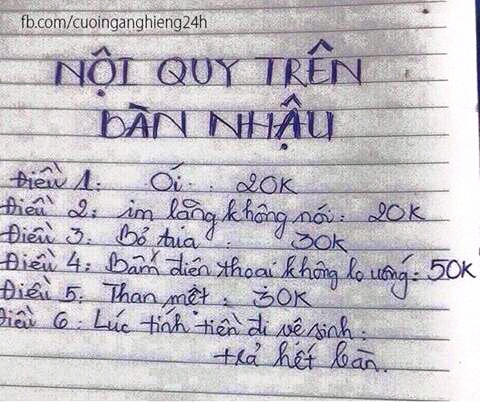 fb.com/cuoinganghieng24h
NỘI QUY TRÊN
BÀN NHẬU
Điều 1: Ói : 20K
Điều 2: im lằng không nói: 20K
Điều 3: Bỏ túa : 30K
Điều 4: Bấm điện thoại không lo uống: 50K
Điều 5: Than mệt : 30K
Điều 6: Lúc tính tiền đi vệ sinh:
trả hết bàn.